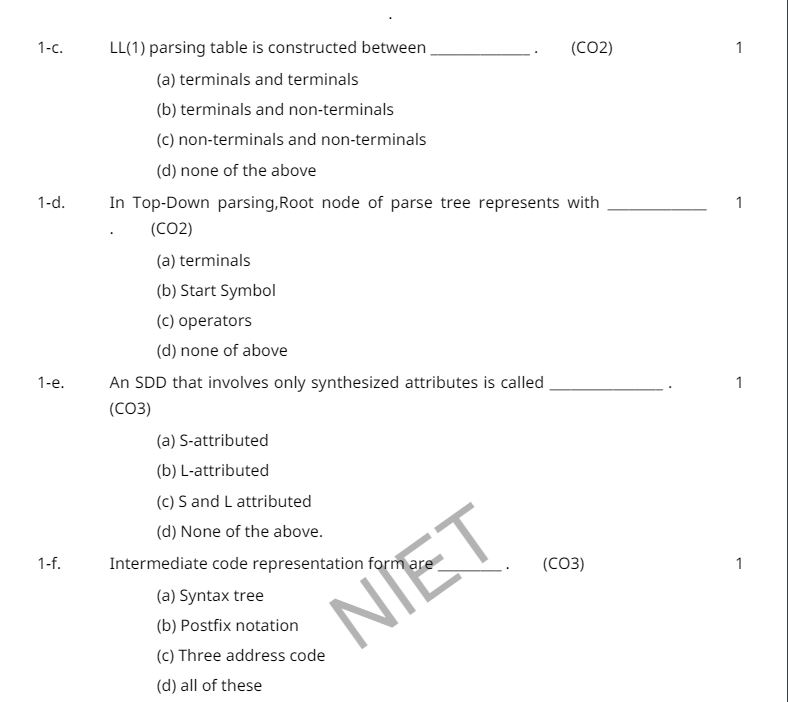 .
1-c. LL(1) parsing table is constructed between ____________ . (CO2) 1
(a) terminals and terminals
(b) terminals and non-terminals
(c) non-terminals and non-terminals
(d) none of the above
1-d. In Top-Down parsing,Root node of parse tree represents with ____________ 1
. (CO2)
(a) terminals
(b) Start Symbol
(c) operators
(d) none of above
1-e. An SDD that involves only synthesized attributes is called ______________ . 1
(CO3)
(a) S-attributed
(b) L-attributed
(c) S and L attributed
(d) None of the above.
1-f. Intermediate code representation form are ________ . (CO3) 1
(a) Syntax tree
(b) Postfix notation
(c) Three address code
(d) all of these
NIET